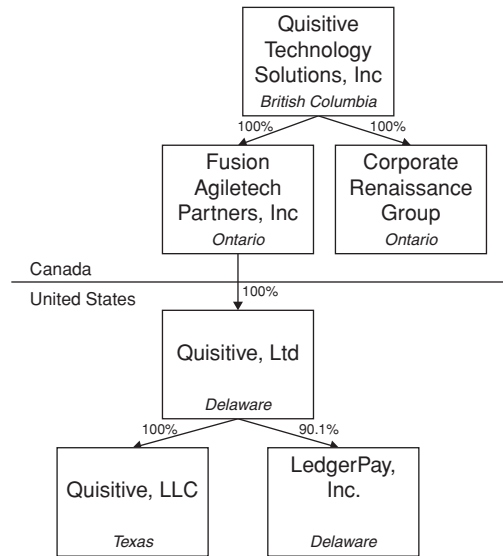 Quisitive
Technology
Solutions, Inc
British Columbia
100%
100%
Fusion
Agiletech
Partners, Inc
Ontario
Corporate
Renaissance
Group
Ontario
Canada
United States
100%
Quisitive, Ltd
Delaware
100%
90.1%
Quisitive, LLC
Texas
LedgerPay,
Inc.
Delaware